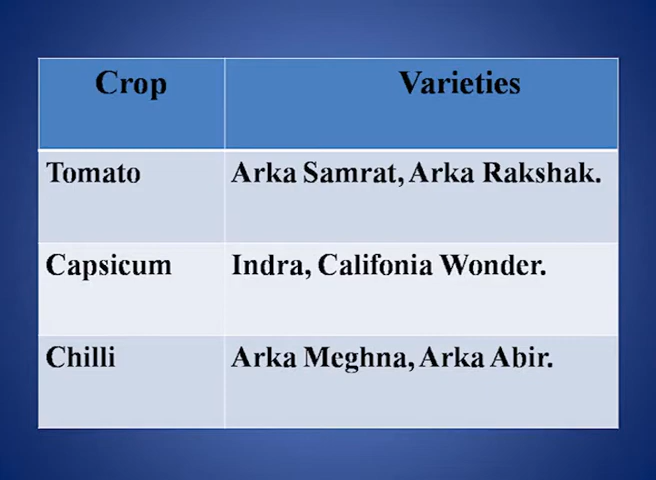 Crop Varieties
Tomato Arka Samrat, Arka Rakshak.
Capsicum Indra, Califonia Wonder.
Chilli Arka Meghna, Arka Abir.